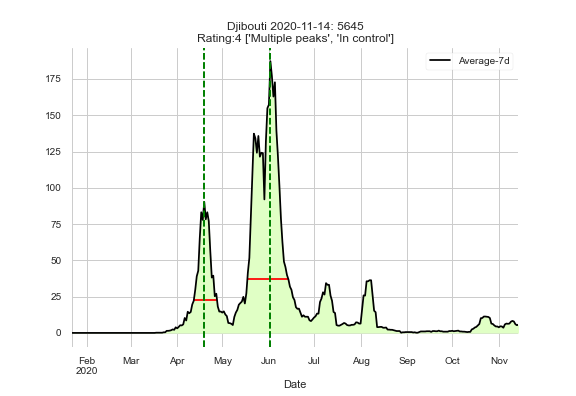 Djibouti 2020-11-14: 5645
Rating:4 ['Multiple peaks', 'In control']
Average-7d
175
150
125
100
75
50
25
0
Feb Mar Apr May Jun Jul Aug Sep Oct Nov
2020
Date